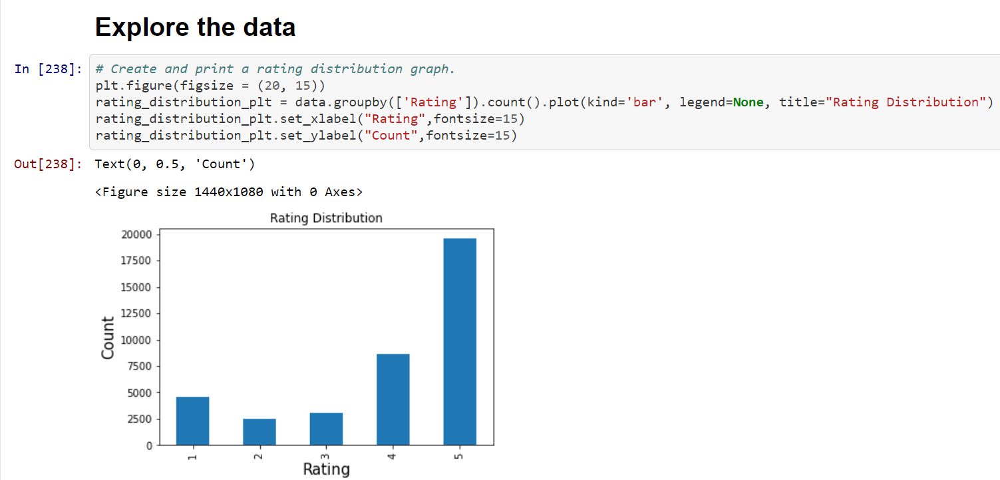 Explore the data
In [238]:
# Create and print a rating distribution graph.
plt.figure(figsize = (20, 15))
rating_distribution_plt = data.groupby(['Rating']).count().plot(kind='bar', legend=None, title="Rating Distribution")
rating_distribution_plt.set_xlabel("Rating",fontsize=15)
rating_distribution_plt.set_ylabel("Count",fontsize=15)
Out[238]: Text(0, 0.5, 'Count')
<Figure size 1440x1080 with 0 Axes>
Rating Distribution
20000
17500
15000
12500
10000
7500
5000
2500
0
Count
1 2 3 4 5
Rating